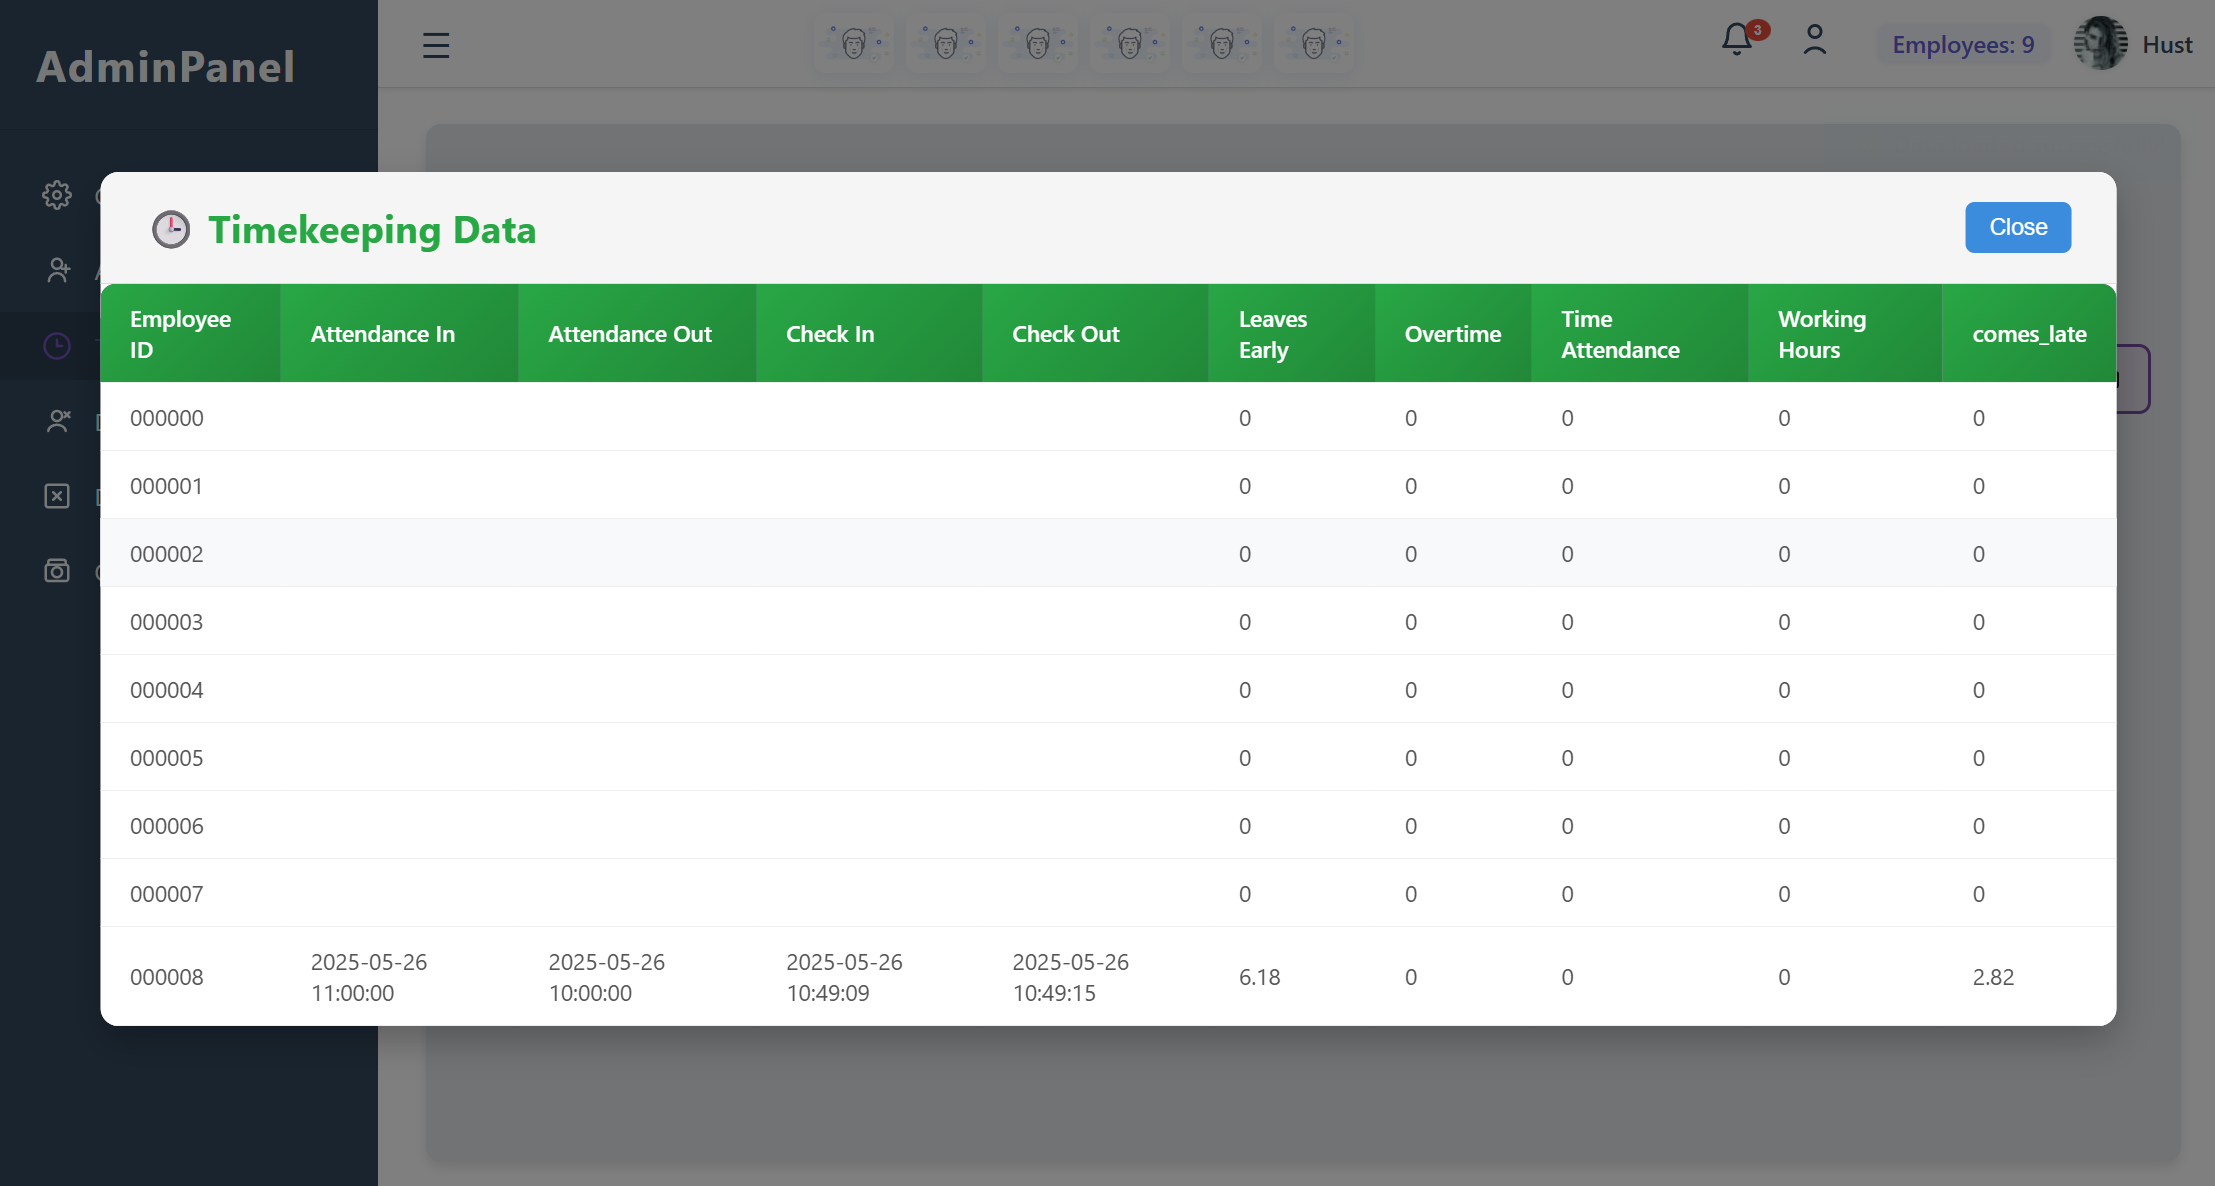 AdminPanel
3
Employees: 9
Hust
Timekeeping Data
Close
Employee ID
Attendance In
Attendance Out
Check In
Check Out
Leaves Early
Overtime
Time Attendance
Working Hours
comes_late
000000 0 0 0 0 0
000001 0 0 0 0 0
000002 0 0 0 0 0
000003 0 0 0 0 0
000004 0 0 0 0 0
000005 0 0 0 0 0
000006 0 0 0 0 0
000007 0 0 0 0 0
000008 2025-05-26 11:00:00 2025-05-26 10:00:00 2025-05-26 10:49:09 2025-05-26 10:49:15 6.18 0 0 0 2.82